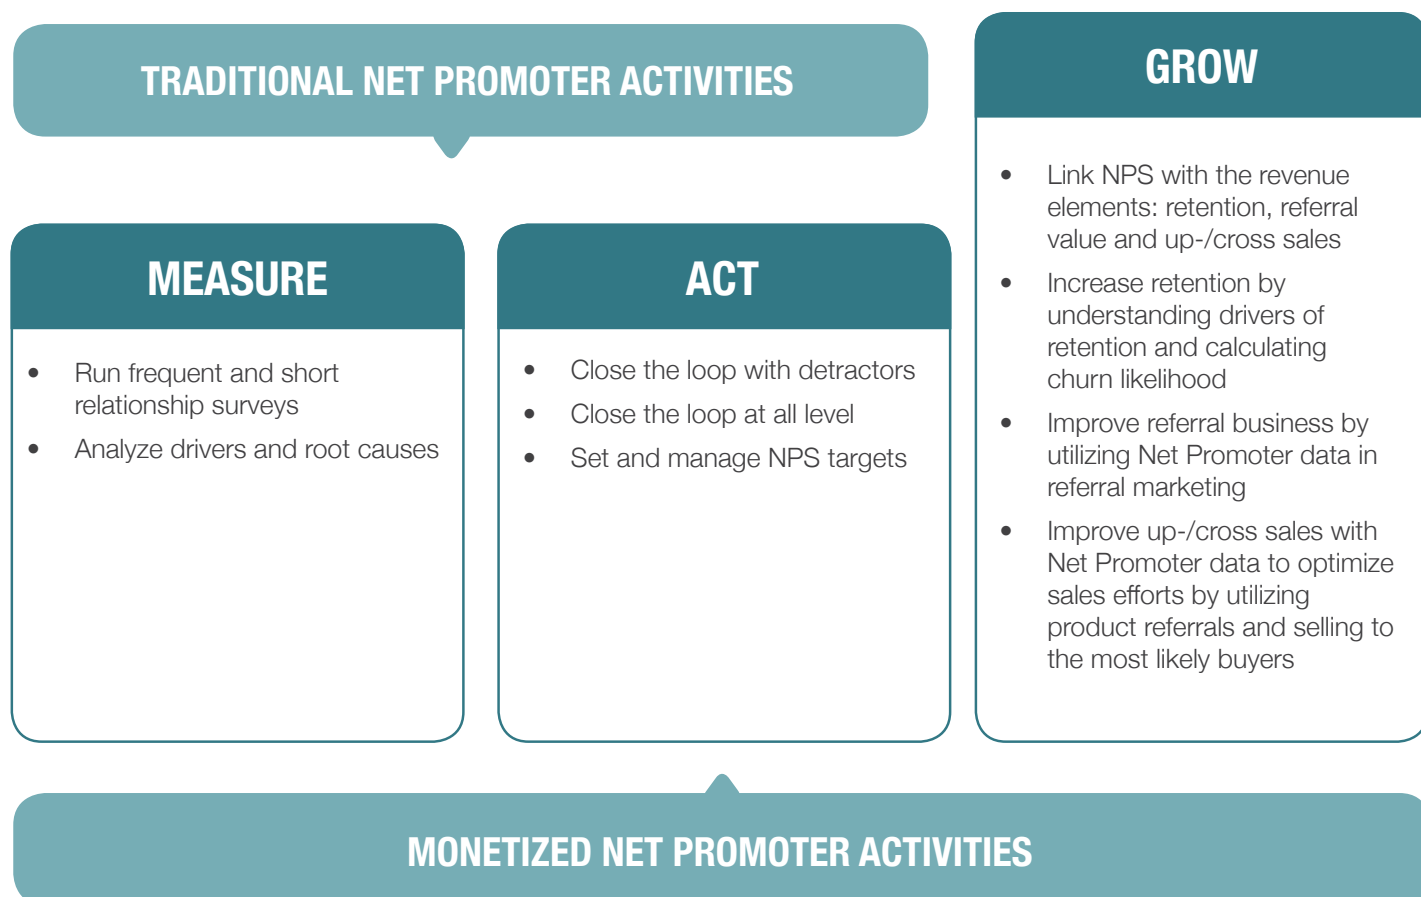 TRADITIONAL NET PROMOTER ACTIVITIES
MEASURE
• Run frequent and short
relationship surveys
• Analyze drivers and root causes
ACT
• Close the loop with detractors
• Close the loop at all level
• Set and manage NPS targets
GROW
• Link NPS with the revenue
elements: retention, referral
value and up-/cross sales
• Increase retention by
understanding drivers of
retention and calculating
churn likelihood
• Improve referral business by
utilizing Net Promoter data in
referral marketing
• Improve up-/cross sales with
Net Promoter data to optimize
sales efforts by utilizing
product referrals and selling to
the most likely buyers
MONETIZED NET PROMOTER ACTIVITIES